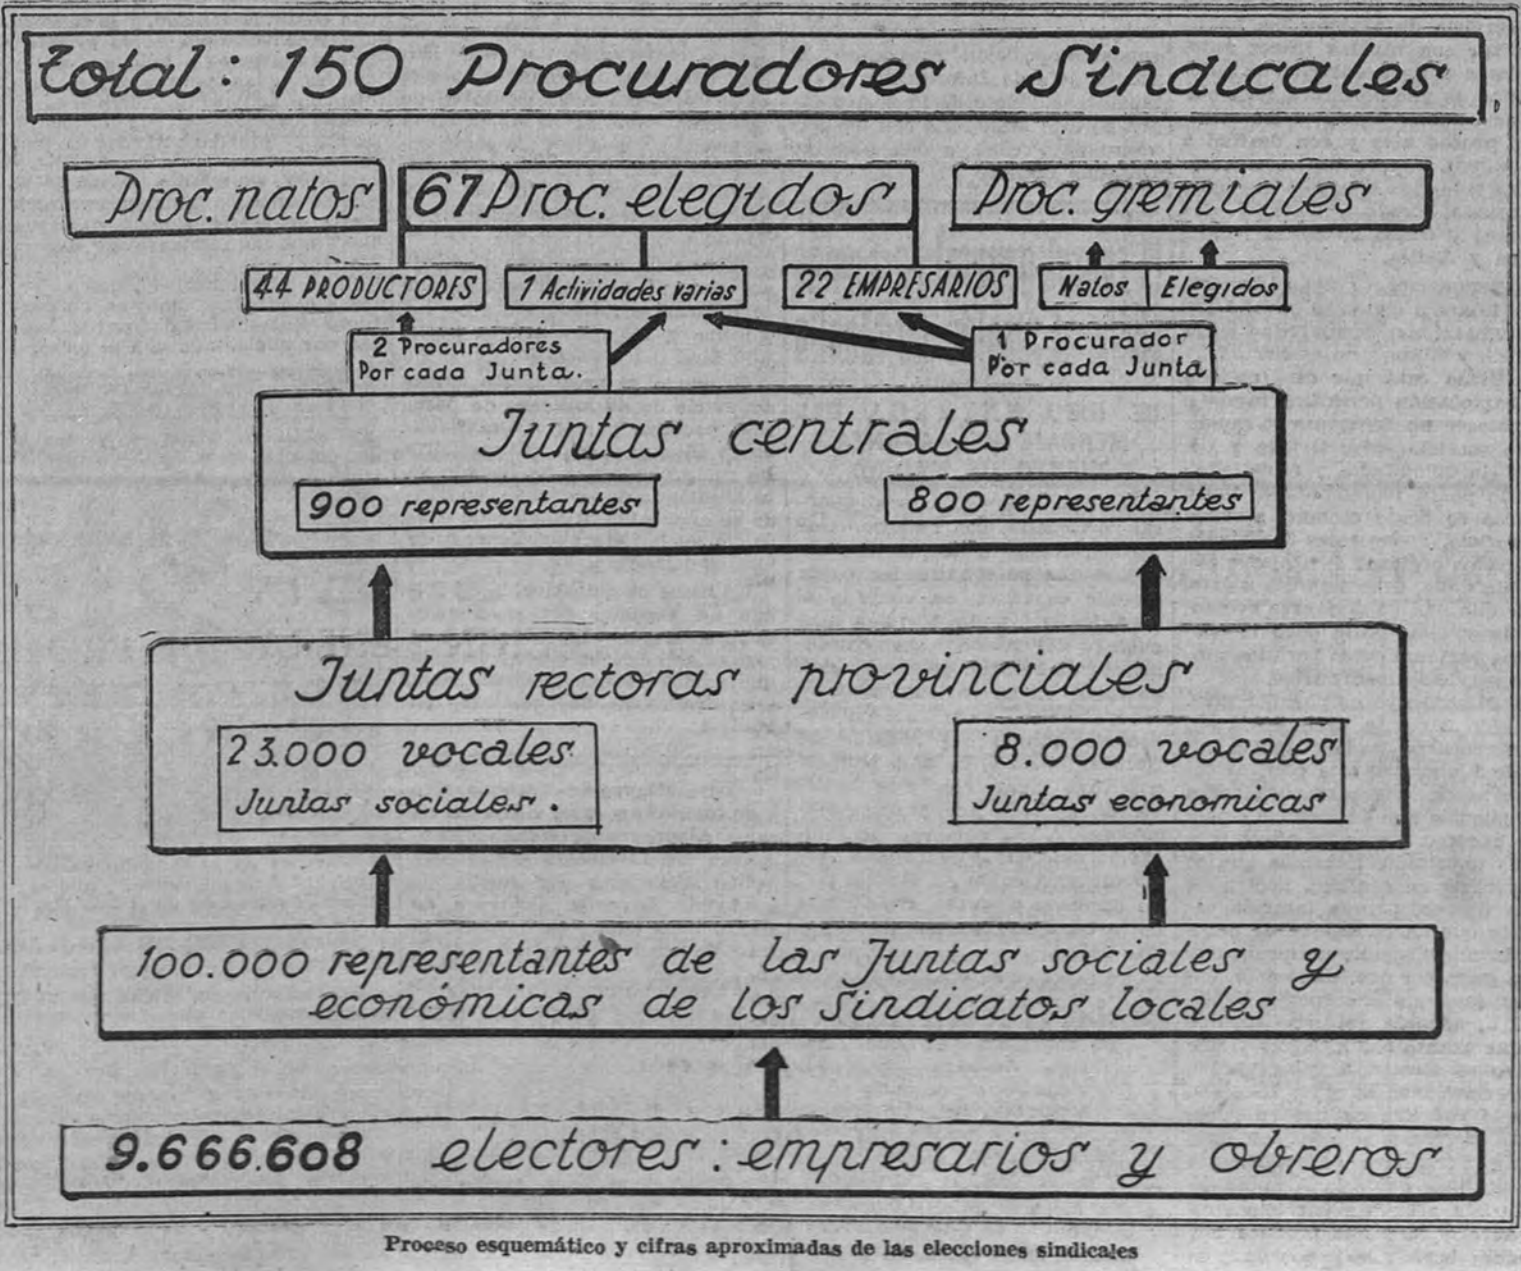 total: 150 Procuradores Sindicales
Proc. natos
67 Proc. elegidos
Proc. gremiales
44 PRODUCTORES
1 Actividades varias
22 EMPRESARIOS
Natos
Elegidos
2 Procuradores
Por cada Junta.
1 Procurador
Por cada Junta
Juntas centrales
900 representantes
800 representantes
Juntas rectoras provinciales
23.000 vocales
Juntas sociales.
8.000 vocales
Juntas economicas
100.000 representantes de las Juntas sociales y
económicas de los Sindicatos locales
9.666.608 electores: empresarios y obreros
Proceso esquemático y cifras aproximadas de las elecciones sindicales